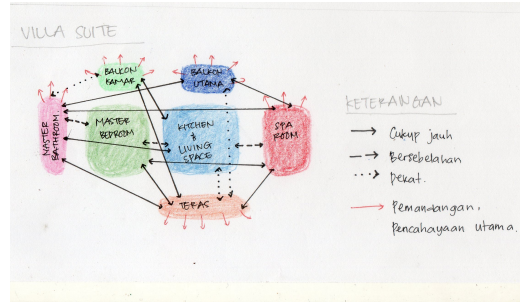 VILLA SUITE
BALKON
KAMAR
BALKON
UTAMA
MASTER
BATHROOM
MASTER
BEDROOM
KITCHEN
&
LIVING
SPACE
SPA
ROOM
TERAS
KETERANGAN
Cukup jauh
Bersebelahan
Dekat.
Pemandangan,
Pencahayaan utama.